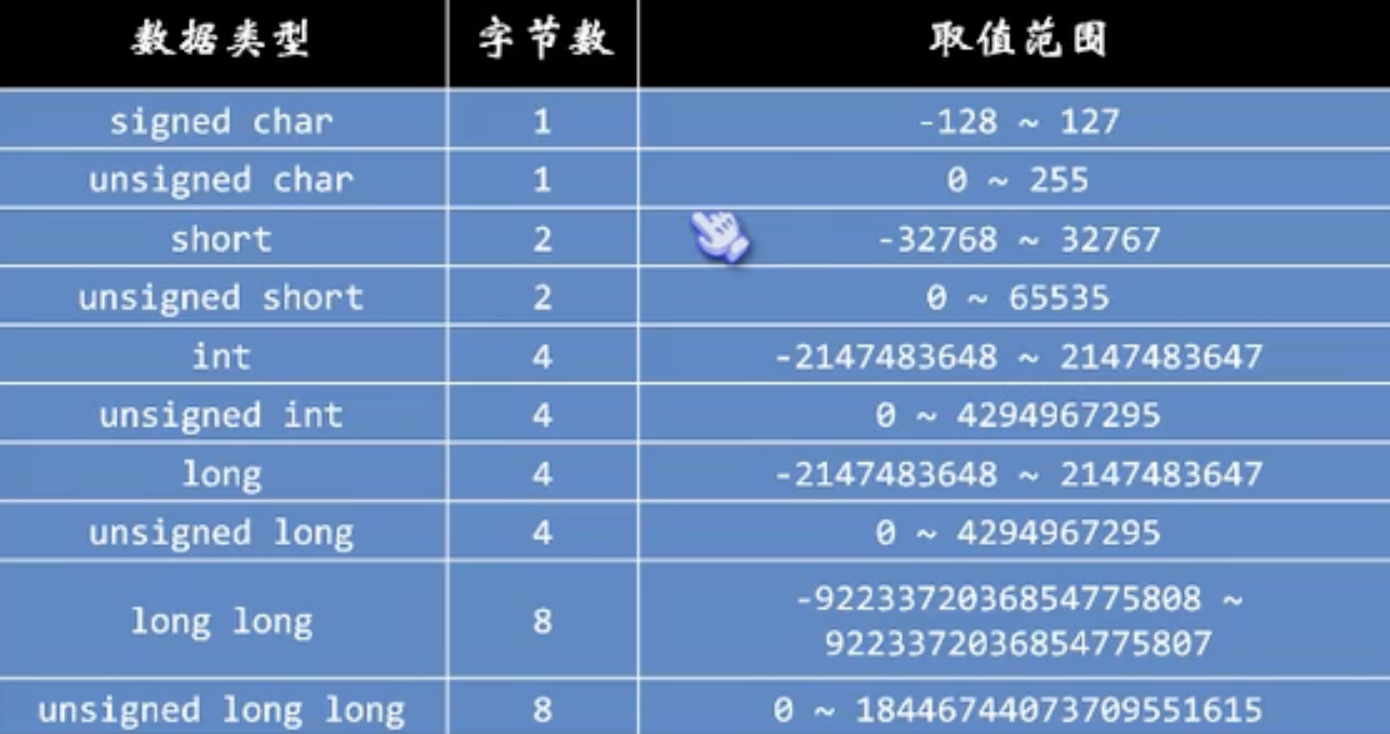 数据类型 字节数 取值范围
signed char 1 -128 ~ 127
unsigned char 1 0 ~ 255
short 2 -32768 ~ 32767
unsigned short 2 0 ~ 65535
int 4 -2147483648 ~ 2147483647
unsigned int 4 0 ~ 4294967295
long 4 -2147483648 ~ 2147483647
unsigned long 4 0 ~ 4294967295
long long 8 -9223372036854775808 ~
9223372036854775807
unsigned long long 8 0 ~ 18446744073709551615